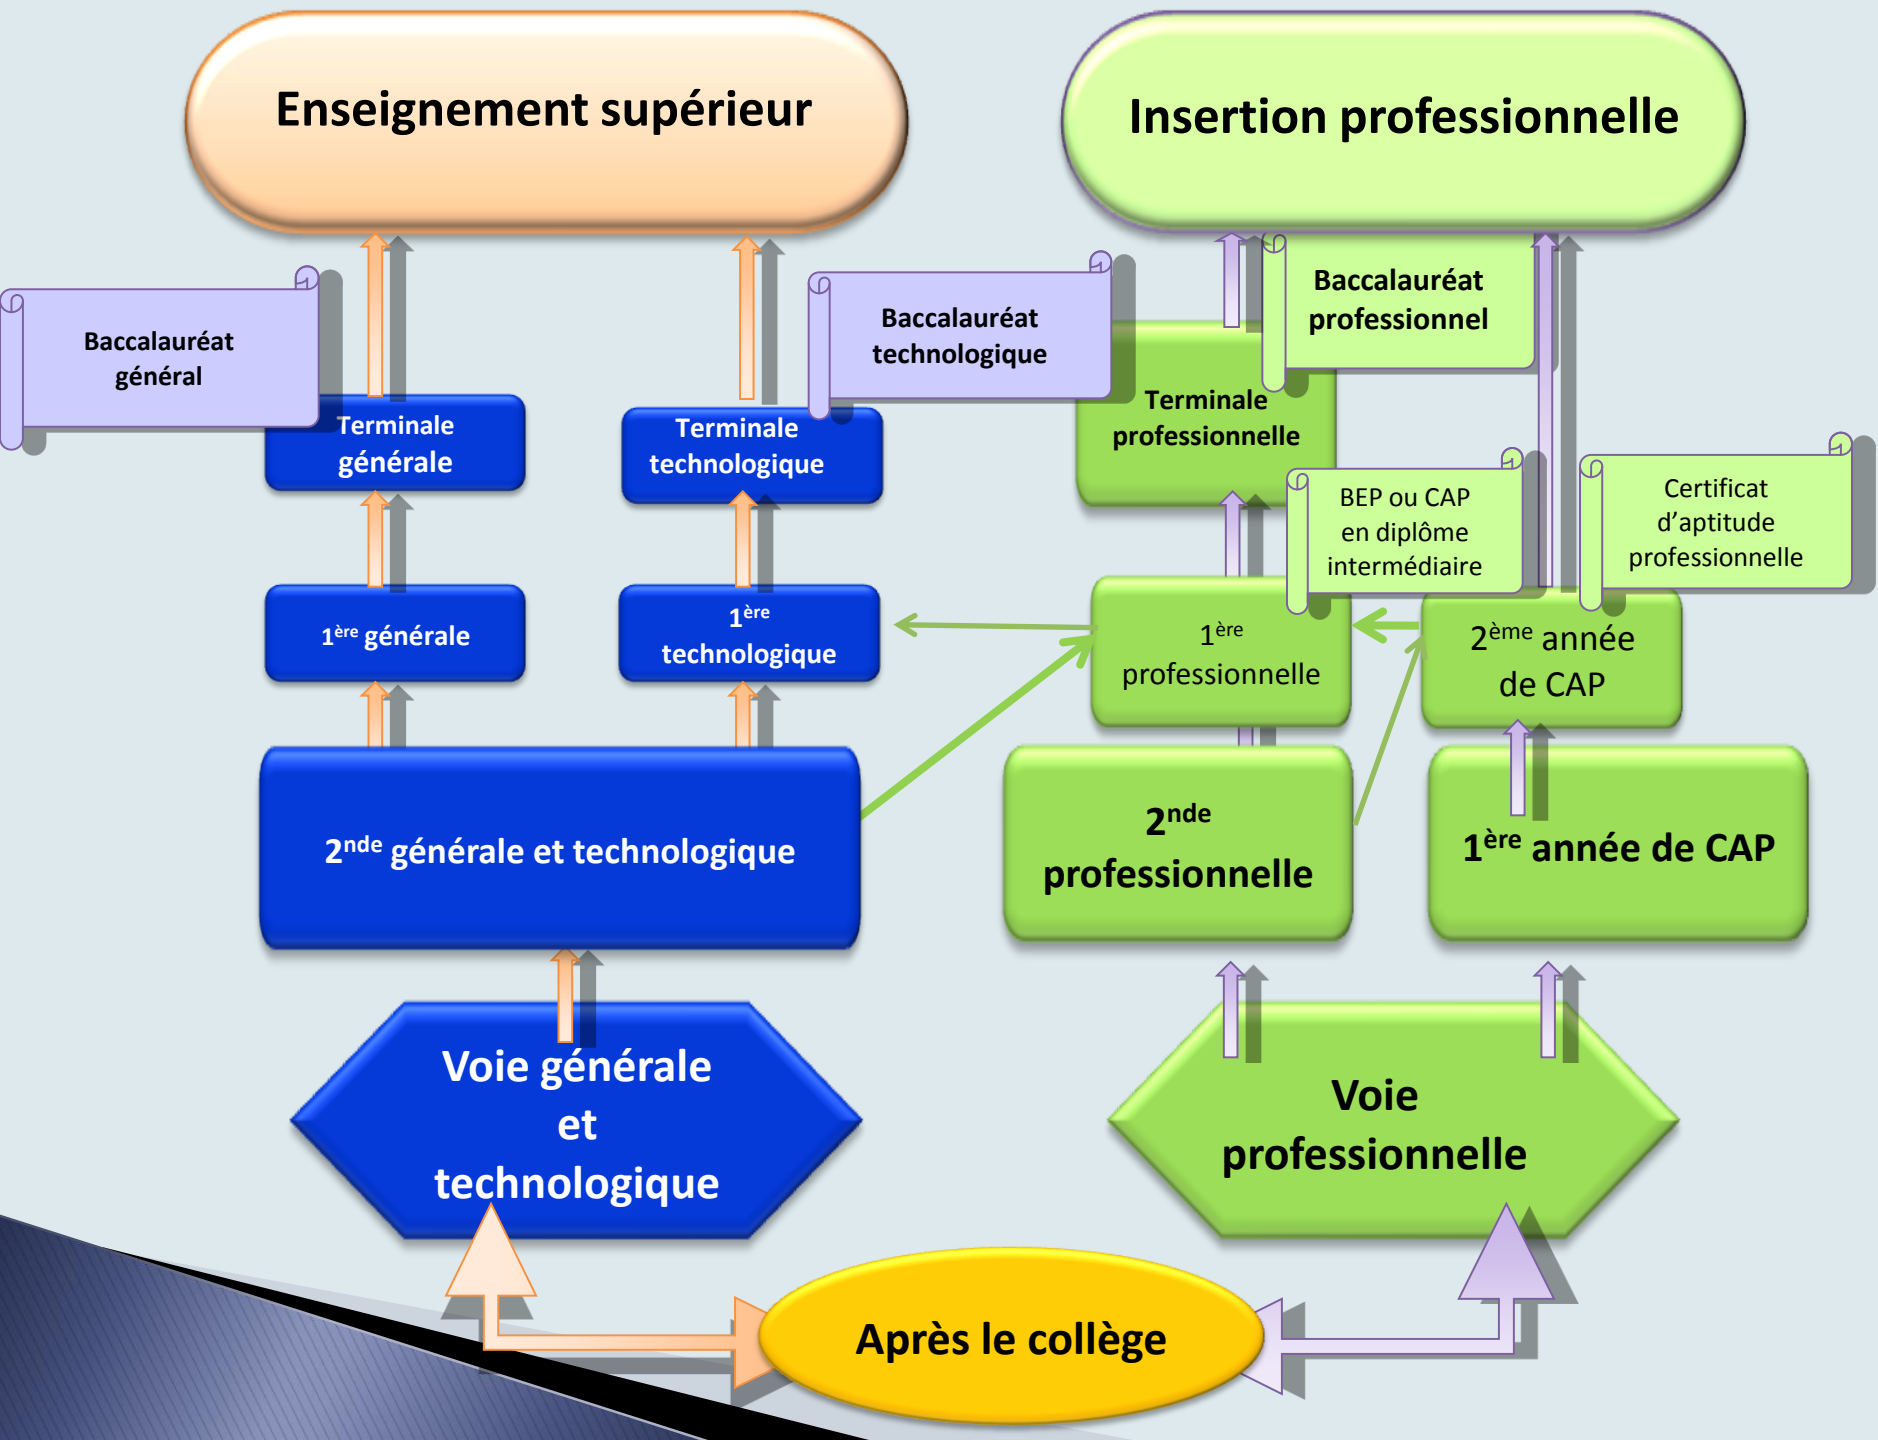 Enseignement supérieur
Insertion professionnelle
Baccalauréat
général
Baccalauréat
technologique
Baccalauréat
professionnel
Terminale
générale
Terminale
technologique
Terminale
professionnelle
BEP ou CAP
en diplôme
intermédiaire
Certificat
d’aptitude
professionnelle
1ère générale
1ère
technologique
1ère
professionnelle
2ème année
de CAP
2nde générale et technologique
2nde
professionnelle
1ère année de CAP
Voie générale
et
technologique
Voie
professionnelle
Après le collège